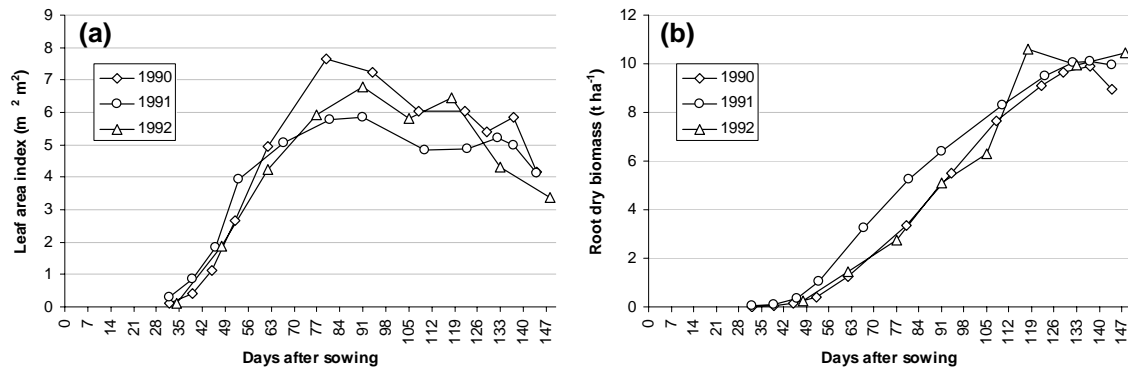 (a)
Leaf area index (m ² m²)
9
8
7
6
5
4
3
2
1
0
1990
1991
1992
0 7 14 21 28 35 42 49 56 63 70 77 84 91 98 105 112 119 126 133 140 147
Days after sowing
(b)
Root dry biomass (t ha⁻¹)
12
10
8
6
4
2
0
1990
1991
1992
0 7 14 21 28 35 42 49 56 63 70 77 84 91 98 105 112 119 126 133 140 147
Days after sowing